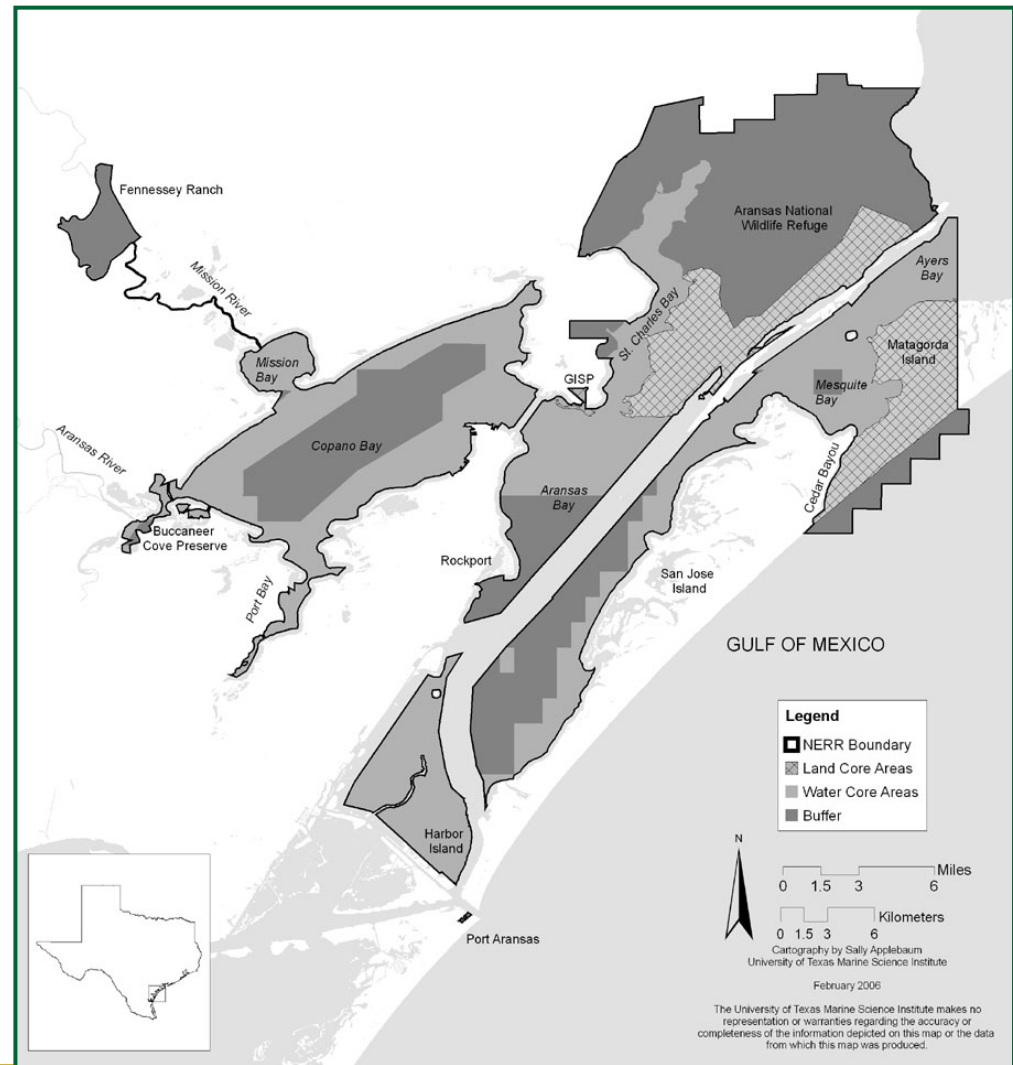 Fennessey Ranch
Mission River
Mission
Bay
Aransas River
Buccaneer
Cove Preserve
Port Bay
Copano Bay
Aransas National
Wildlife Refuge
St. Charles Bay
GISP
Ayers
Bay
Matagorda
Island
Mesquite
Bay
Cedar Bayou
Aransas
Bay
Rockport
San Jose
Island
GULF OF MEXICO
Harbor
Island
Port Aransas
Legend
NERR Boundary
Land Core Areas
Water Core Areas
Buffer
N
Miles
0 1.5 3 6
Kilometers
0 1.5 3 6
Cartography by Sally Applebaum
University of Texas Marine Science Institute
February 2006
The University of Texas Marine Science Institute makes no
representation or warranties regarding the accuracy or
completeness of the information depicted on this map or the data
from which this map was produced.